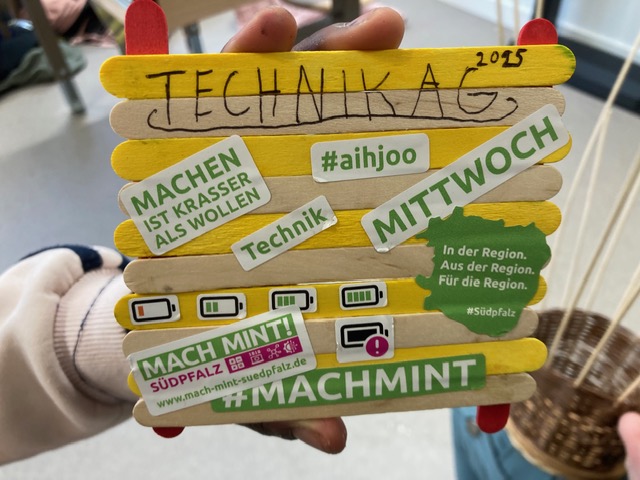 TECHNIK AG 2025
#aihjoo
MACHEN
IST KRASSER
ALS WOLLEN
MITTWOCH
Technik
In der Region.
Aus der Region.
Für die Region.
#Südpfalz
MACH MINT!
SÜDPFALZ
www.mach-mint-suedpfalz.de
#MACHMINT